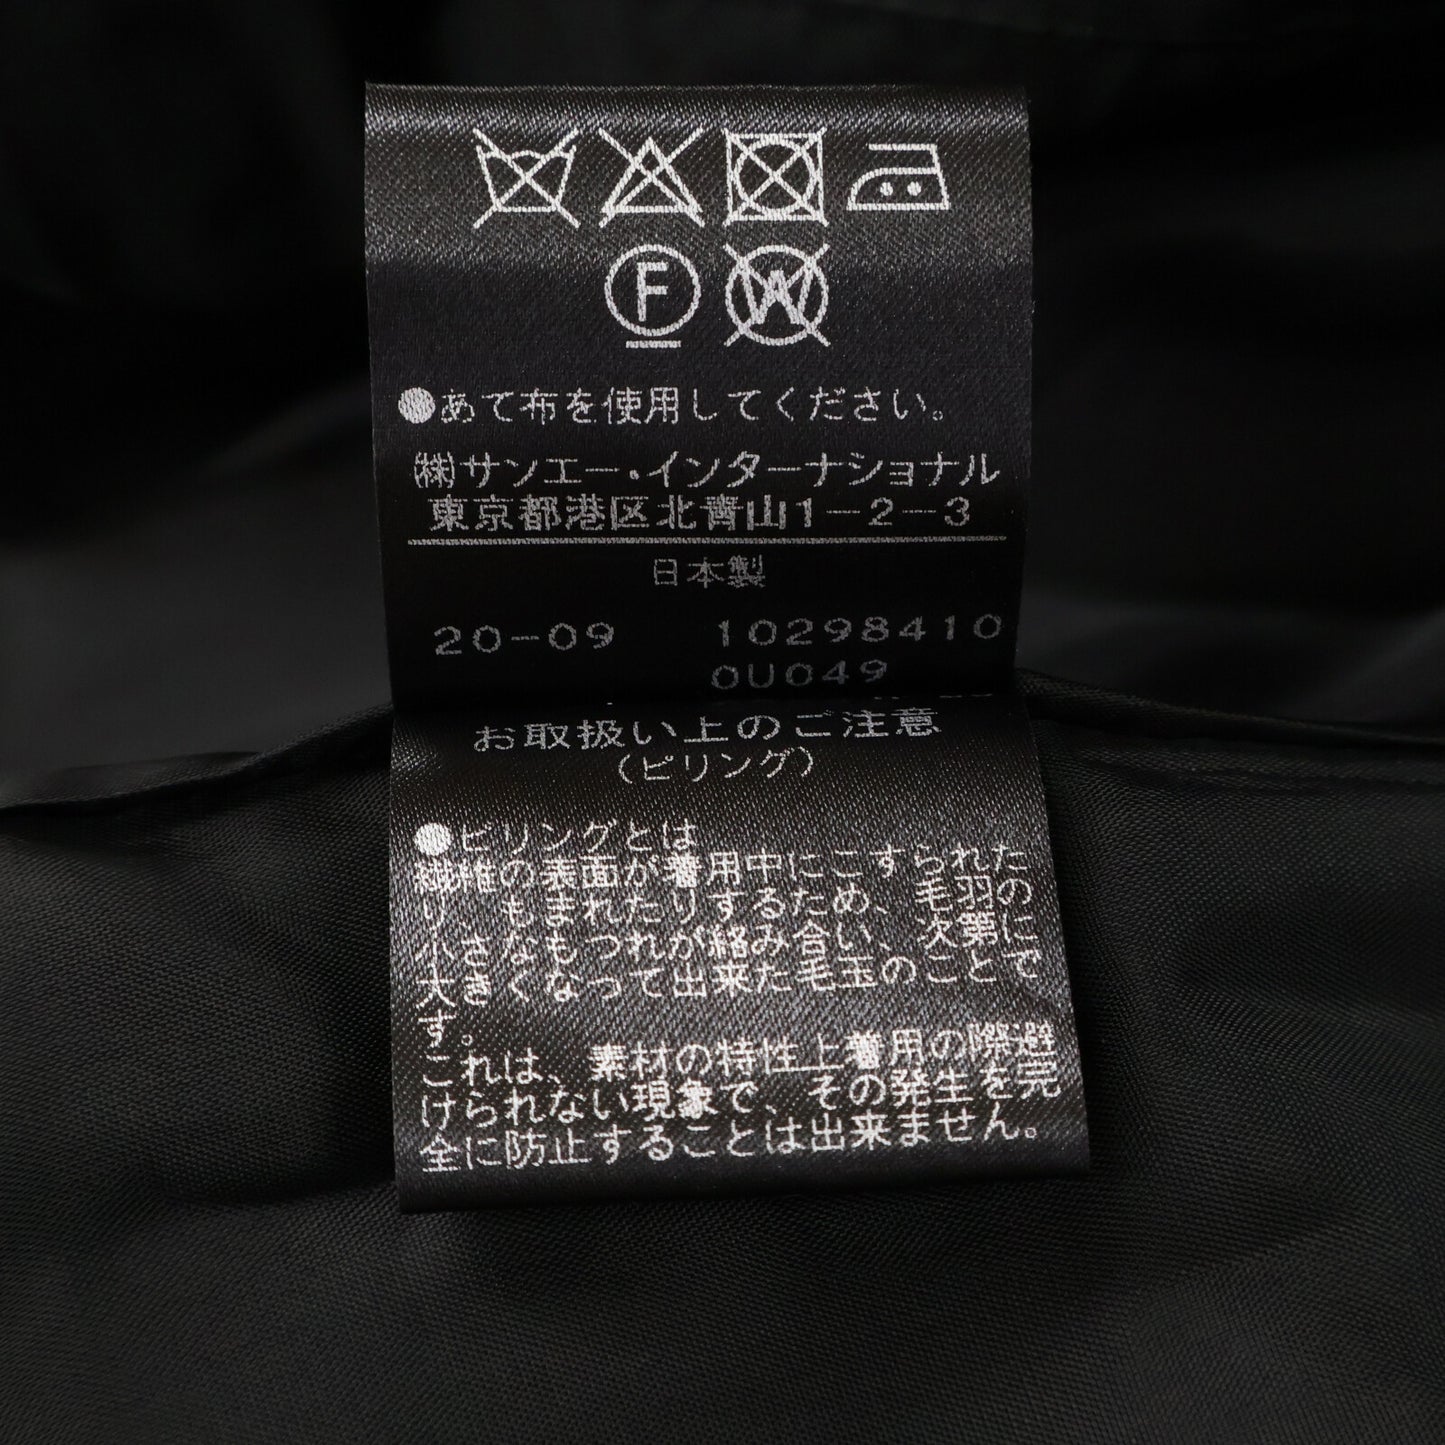 F W
●あて布を使用してください。
㈱サンエー・インターナショナル
東京都港区北青山1-2-3
日本製
20-09 10298410
0U049
お取扱い上のご注意
(ピリング)
●ピリングとは
繊維の表面が着用中にこすられた
り、もまれたりするため、毛羽の
小さなもつれが絡み合い、次第に
大きくなって出来た毛玉のことで
す。
これは、素材の特性上着用の際避
けられない現象で、その発生を完
全に防止することは出来ません。